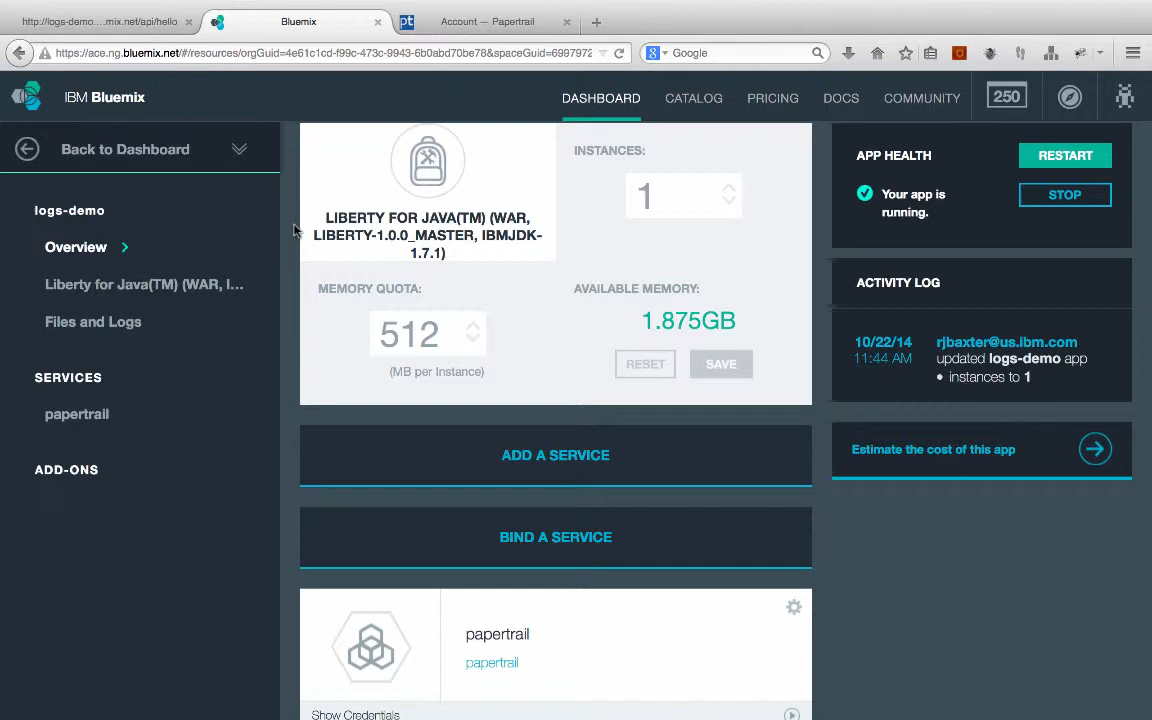 http://logs-demo....mix.net/api/hello
Bluemix
pt
Account — Papertrail
https://ace.ng.bluemix.net/#/resources/orgGuid=4e61c1cd-f99c-473c-9943-6b0abd70be78&spaceGuid=6997972
Google
IBM Bluemix
DASHBOARD
CATALOG
PRICING
DOCS
COMMUNITY
250
Back to Dashboard
logs-demo
Overview
Liberty for Java(TM) (WAR, l...
Files and Logs
SERVICES
papertrail
ADD-ONS
LIBERTY FOR JAVA(TM) (WAR,
LIBERTY-1.0.0_MASTER, IBMJDK-
1.7.1)
INSTANCES:
1
MEMORY QUOTA:
512
(MB per Instance)
AVAILABLE MEMORY:
1.875GB
RESET
SAVE
ADD A SERVICE
BIND A SERVICE
papertrail
papertrail
Show Credentials
APP HEALTH
RESTART
Your app is
running.
STOP
ACTIVITY LOG
10/22/14
11:44 AM
rjbaxter@us.ibm.com
updated logs-demo app
• instances to 1
Estimate the cost of this app